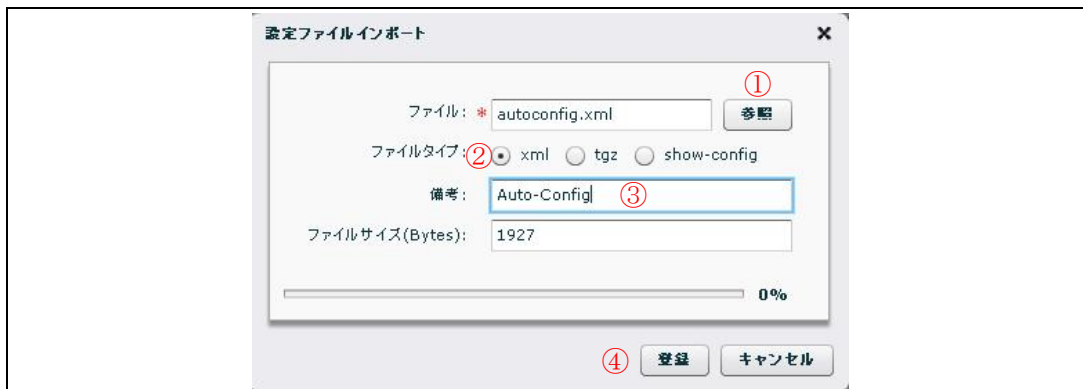 設定ファイルインポート ×
①
ファイル: * autoconfig.xml 参照
ファイルタイプ: ② xml tgz show-config
備考: Auto-Config ③
ファイルサイズ(Bytes): 1927
0%
④ 登録 キャンセル